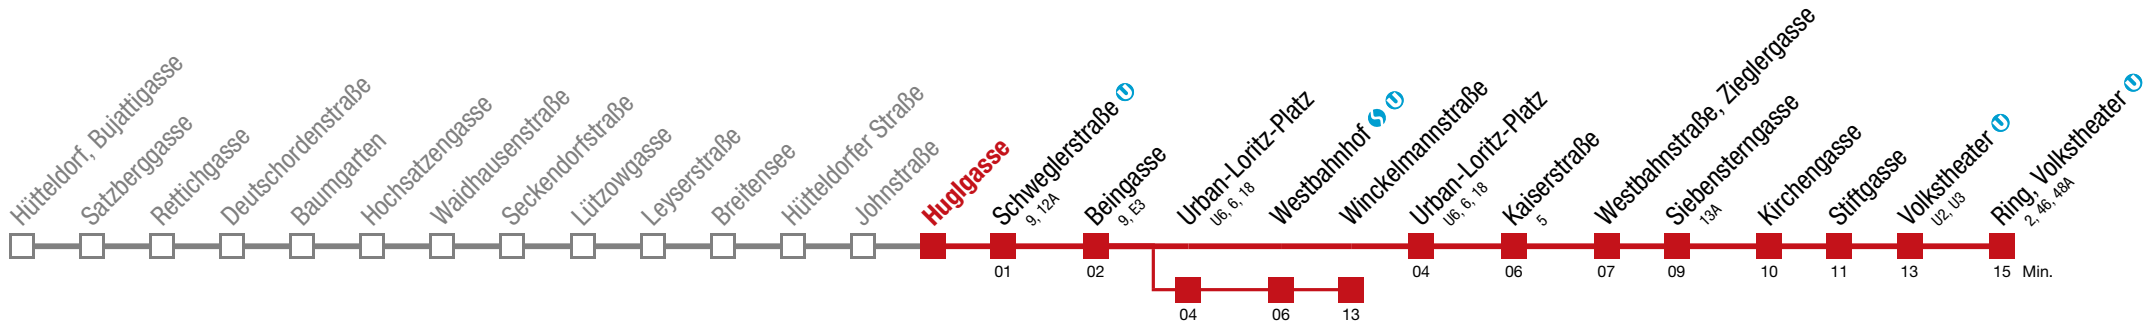 Hütteldorf, Bujattigasse
Satzberggasse
Rettichgasse
Deutschordenstraße
Baumgarten
Hochsatzengasse
Waidhausenstraße
Seckendorfstraße
Lützowgasse
Leyserstraße
Breitensee
Hütteldorfer Straße
Johnstraße
Huglgasse
Schweglerstraße U
9, 12A
Beingasse
9, E3
Urban-Loritz-Platz
U6, 6, 18
Westbahnhof S U
Winckelmannstraße
Urban-Loritz-Platz
U6, 6, 18
Kaiserstraße
5
Westbahnstraße, Zieglergasse
Siebensterngasse
13A
Kirchengasse
Stiftgasse
Volkstheater U
U2, U3
Ring, Volkstheater U
2, 46, 48A
01 02 04 06 07 09 10 11 13 15 Min.
04 06 13